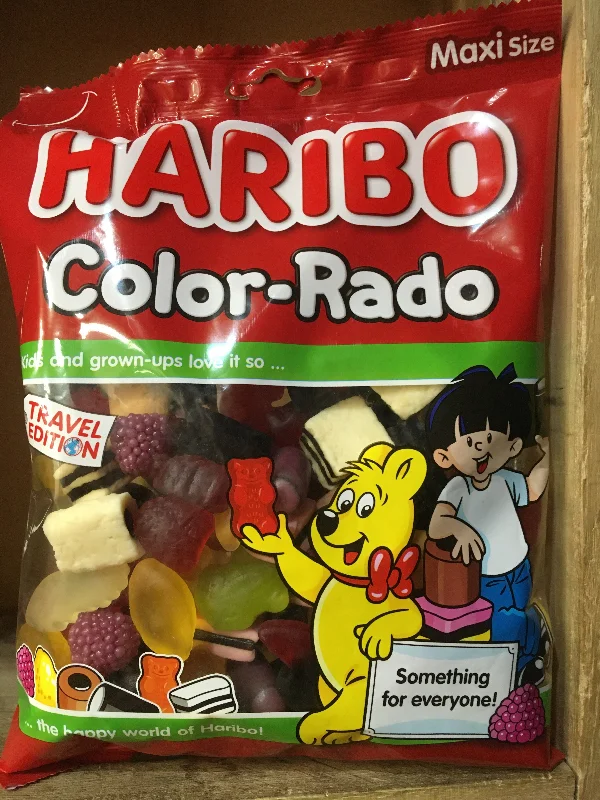 Maxi Size
HARIBO
Color-Rado
Kids and grown-ups love it so ...
TRAVEL
EDITION
Something
for everyone!
... the happy world of Haribo!